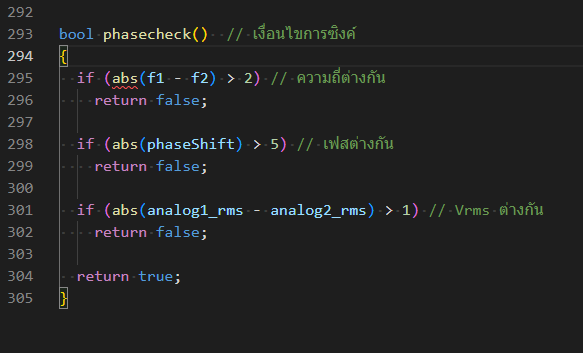 292
293 bool phasecheck() // เงื่อนไขการซิงค์
294 {
295 if (abs(f1 - f2) > 2) // ความถี่ต่างกัน
296 return false;
297
298 if (abs(phaseShift) > 5) // เฟสต่างกัน
299 return false;
300
301 if (abs(analog1_rms - analog2_rms) > 1) // Vrms ต่างกัน
302 return false;
303
304 return true;
305 }